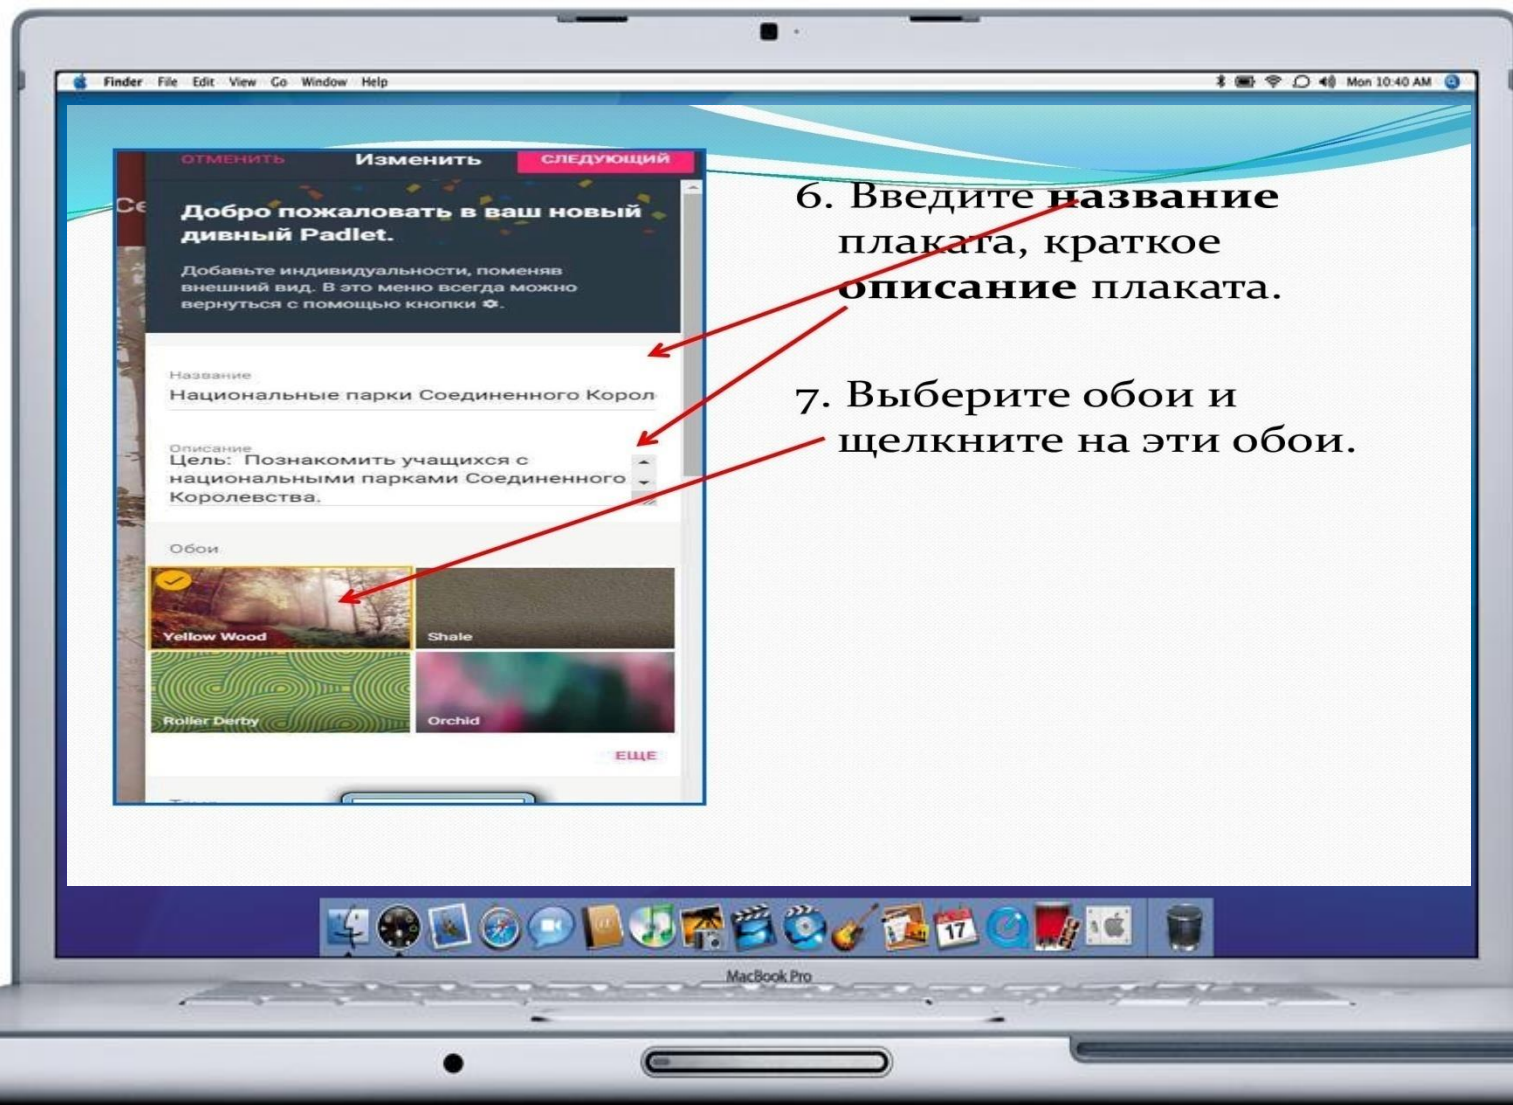 Finder File Edit View Go Window Help
Mon 10:40 AM
ОТМЕНИТЬ Изменить СЛЕДУЮЩИЙ
Се
Добро пожаловать в ваш новый
дивный Padlet.
Добавьте индивидуальности, поменяв
внешний вид. В это меню всегда можно
вернуться с помощью кнопки ⚙.
Название
Национальные парки Соединенного Корол
Описание
Цель: Познакомить учащихся с
национальными парками Соединенного
Королевства.
Обои
Yellow Wood
Shale
Roller Derby
Orchid
ЕЩЕ
6. Введите название
плаката, краткое
описание плаката.
7. Выберите обои и
щелкните на эти обои.
17
MacBook Pro